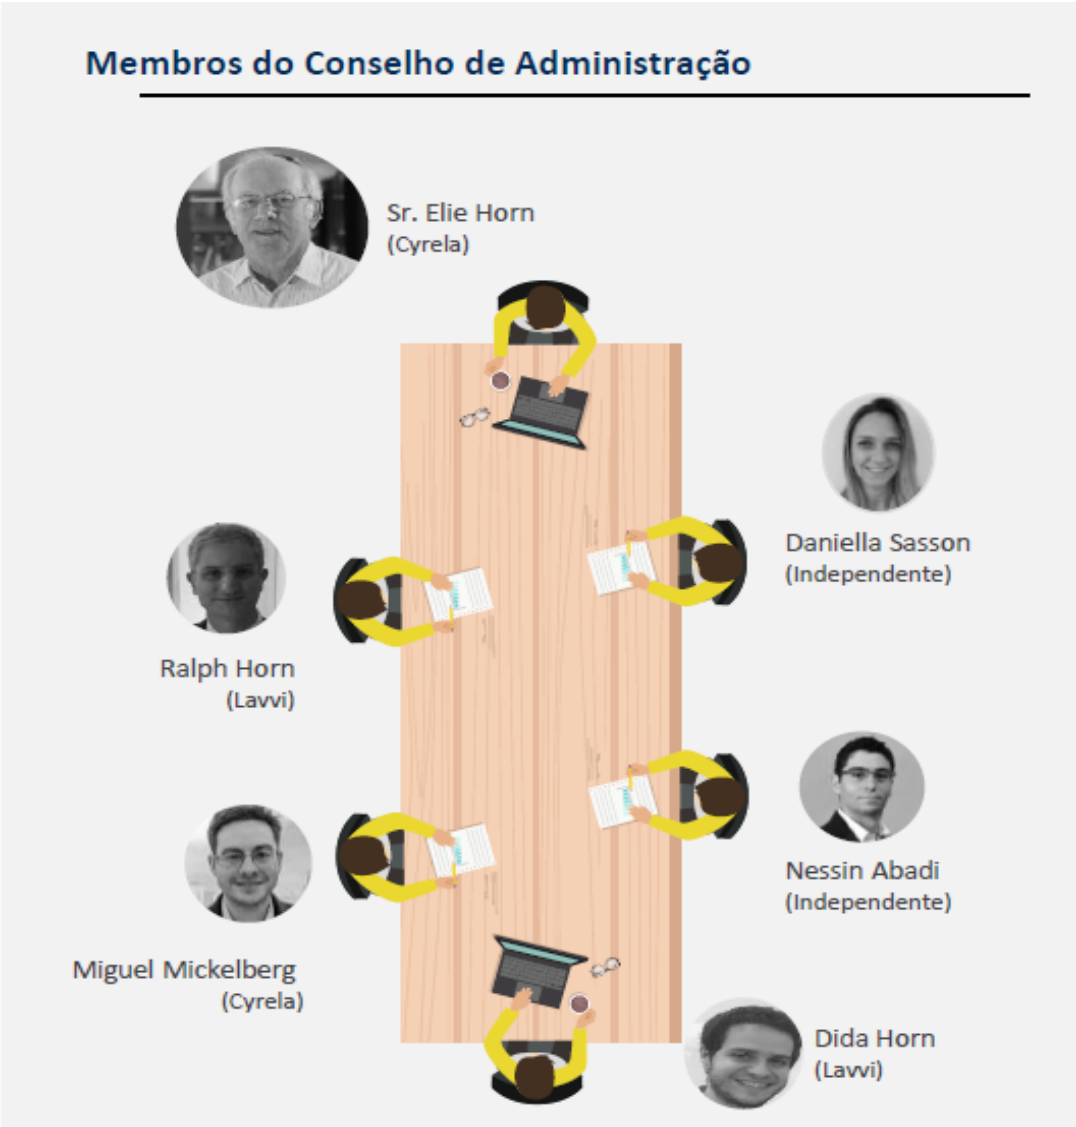 Membros do Conselho de Administração
Sr. Elie Horn
(Cyrela)
Daniella Sasson
(Independente)
Ralph Horn
(Lavvi)
Nessin Abadi
(Independente)
Miguel Mickelberg
(Cyrela)
Dida Horn
(Lavvi)